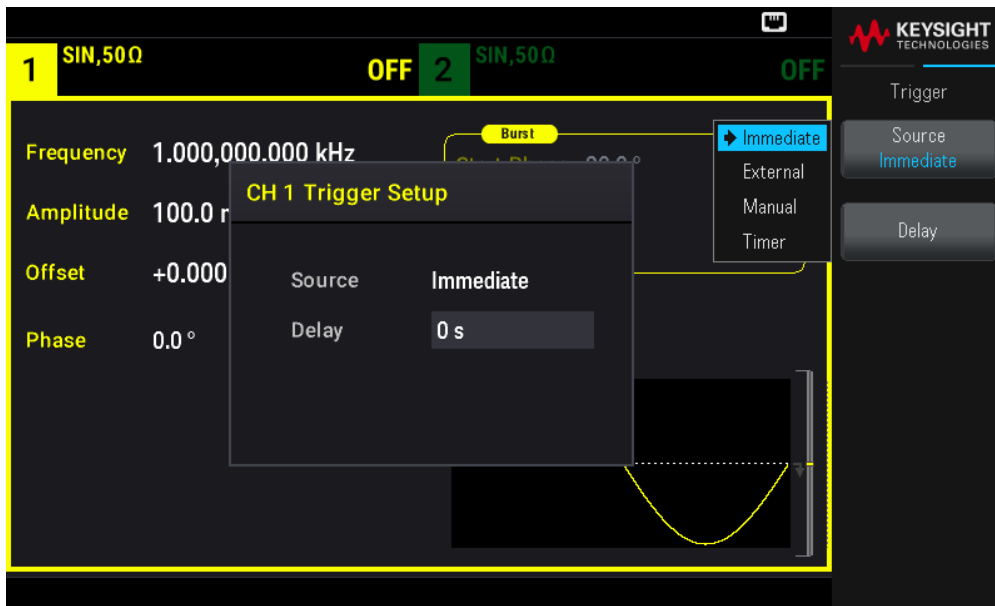 KEYSIGHT
TECHNOLOGIES
1 SIN,50Ω OFF
2 SIN,50Ω OFF
Trigger
Burst
Frequency 1.000,000.000 kHz
Amplitude 100.0
Offset +0.000
Phase 0.0 °
CH 1 Trigger Setup
Source Immediate
Delay 0 s
Immediate
External
Manual
Timer
Source
Immediate
Delay